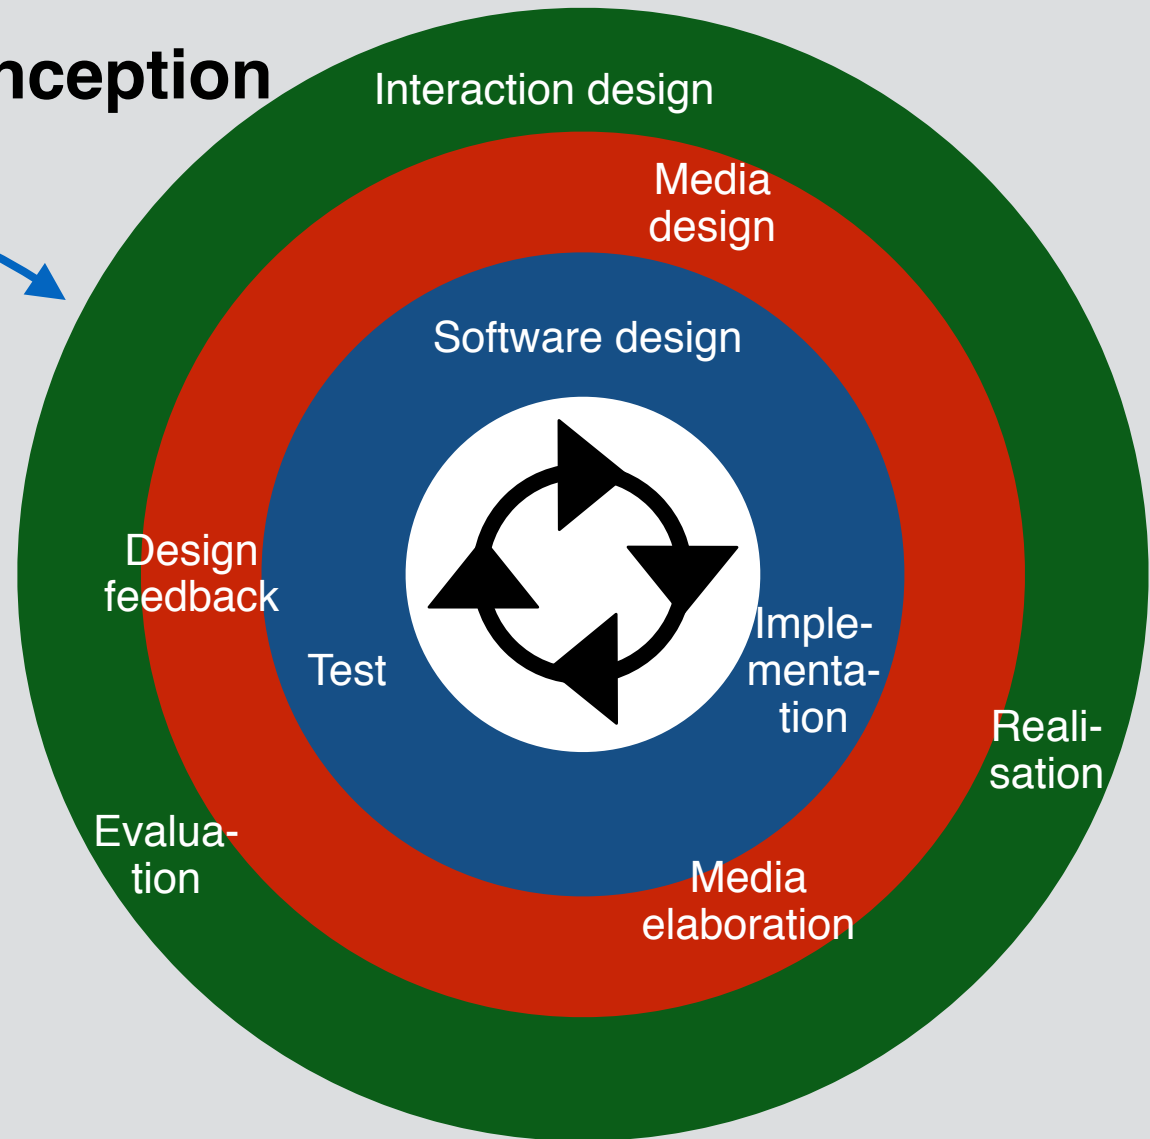 nception
Interaction design
Media
design
Software design
Design
feedback
Test
Imple-
menta-
tion
Reali-
sation
Evalua-
tion
Media
elaboration